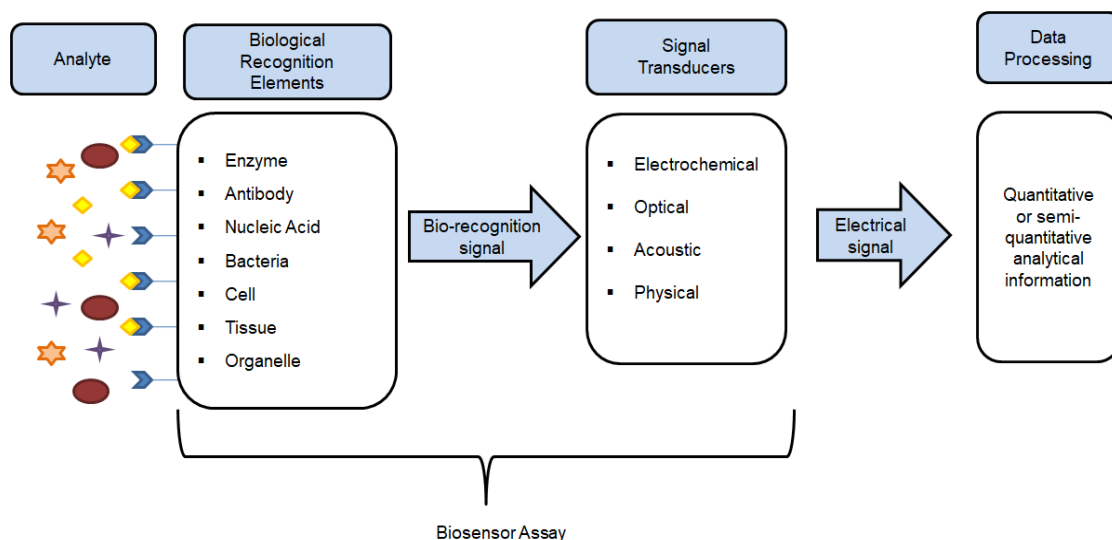 Analyte
Biological
Recognition
Elements
Signal
Transducers
Data
Processing
▪ Enzyme
▪ Antibody
▪ Nucleic Acid
▪ Bacteria
▪ Cell
▪ Tissue
▪ Organelle
Bio-recognition
signal
▪ Electrochemical
▪ Optical
▪ Acoustic
▪ Physical
Electrical
signal
Quantitative
or semi-
quantitative
analytical
information
Biosensor Assay